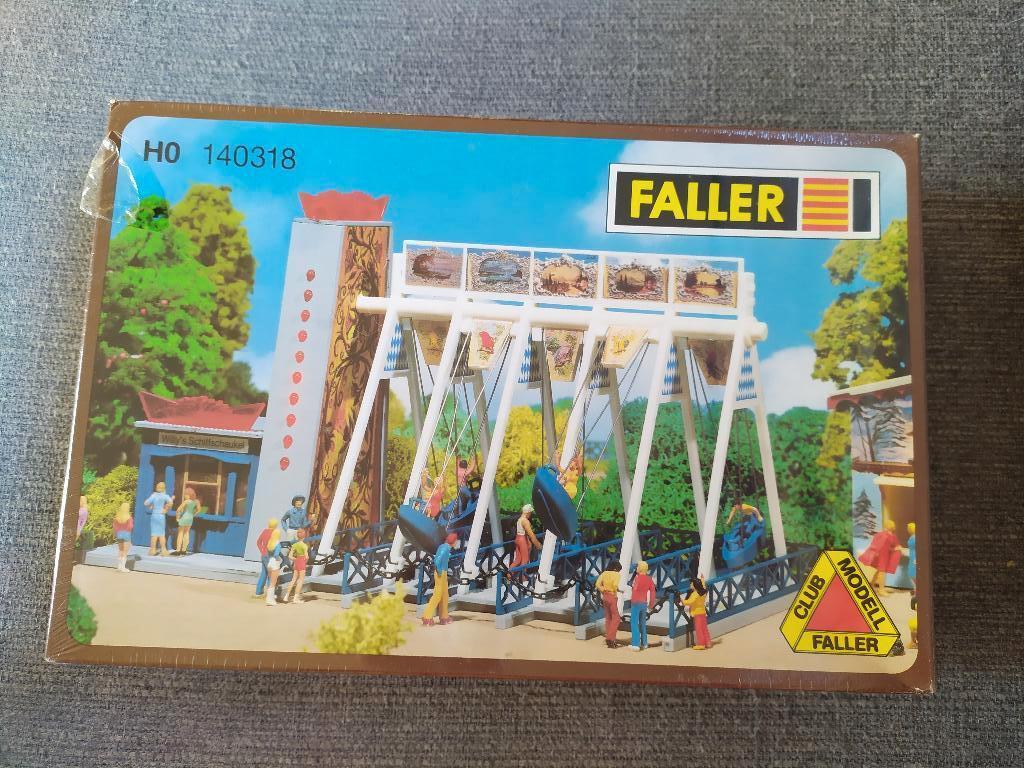 H0 140318
FALLER
Willy's Schiffschaukel
CLUB
MODELL
FALLER